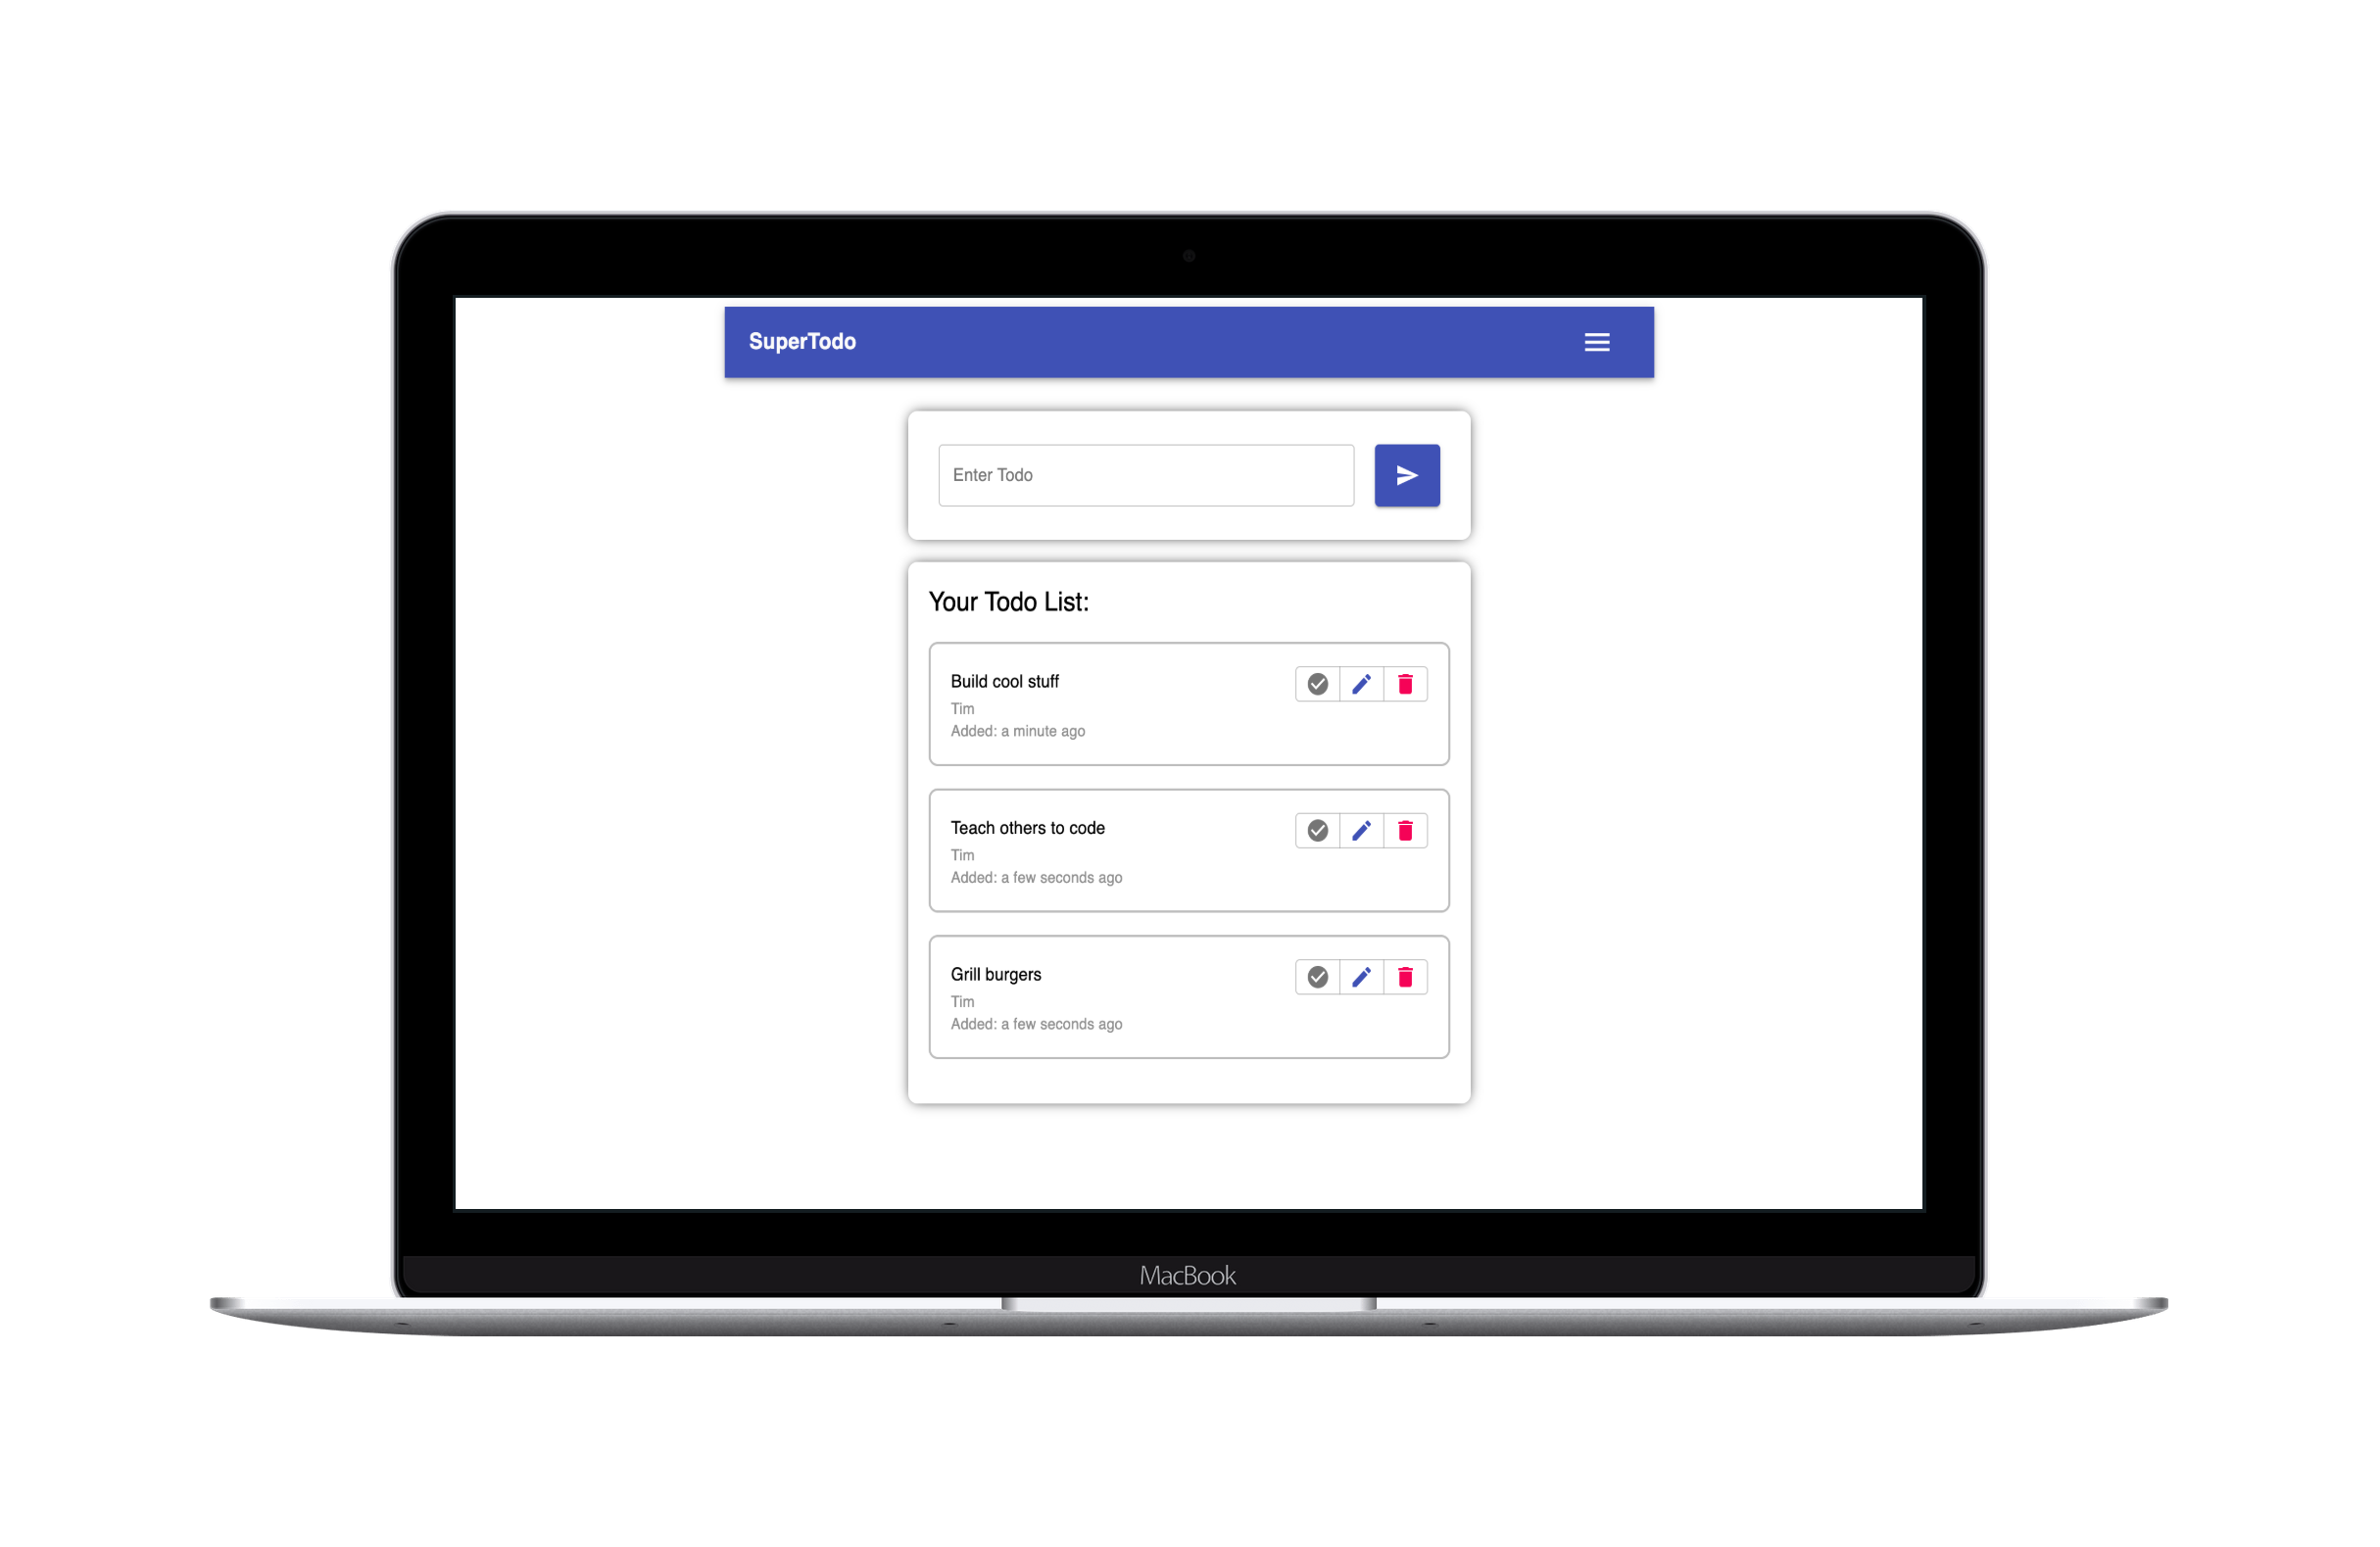 SuperTodo
Enter Todo
Your Todo List:
Build cool stuff
Tim
Added: a minute ago
Teach others to code
Tim
Added: a few seconds ago
Grill burgers
Tim
Added: a few seconds ago
MacBook